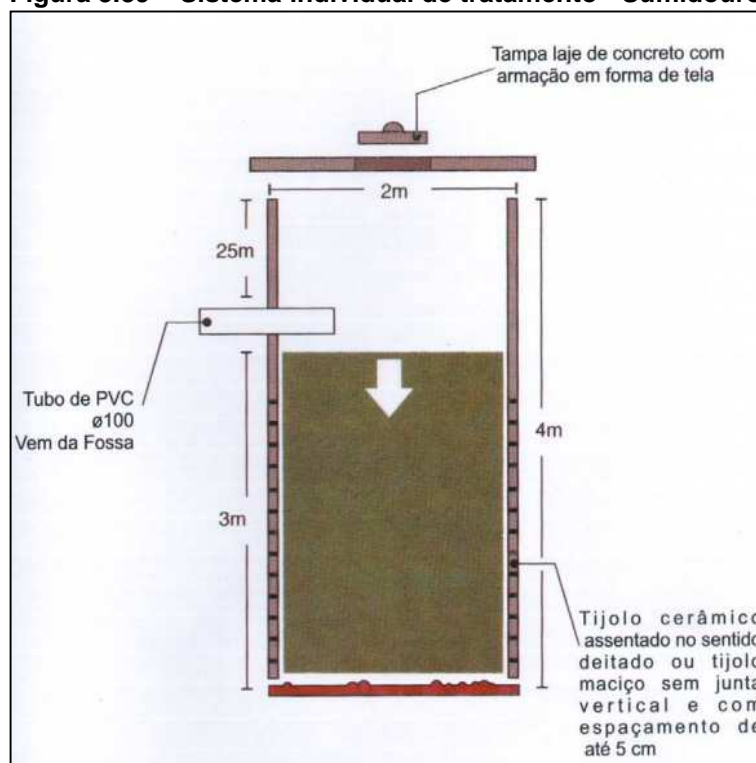 Tampa laje de concreto com
armação em forma de tela
2m
25m
Tubo de PVC
ø100
Vem da Fossa
4m
3m
Tijolo cerâmico
assentado no sentido
deitado ou tijolo
maciço sem junta
vertical e com
espaçamento de
até 5 cm